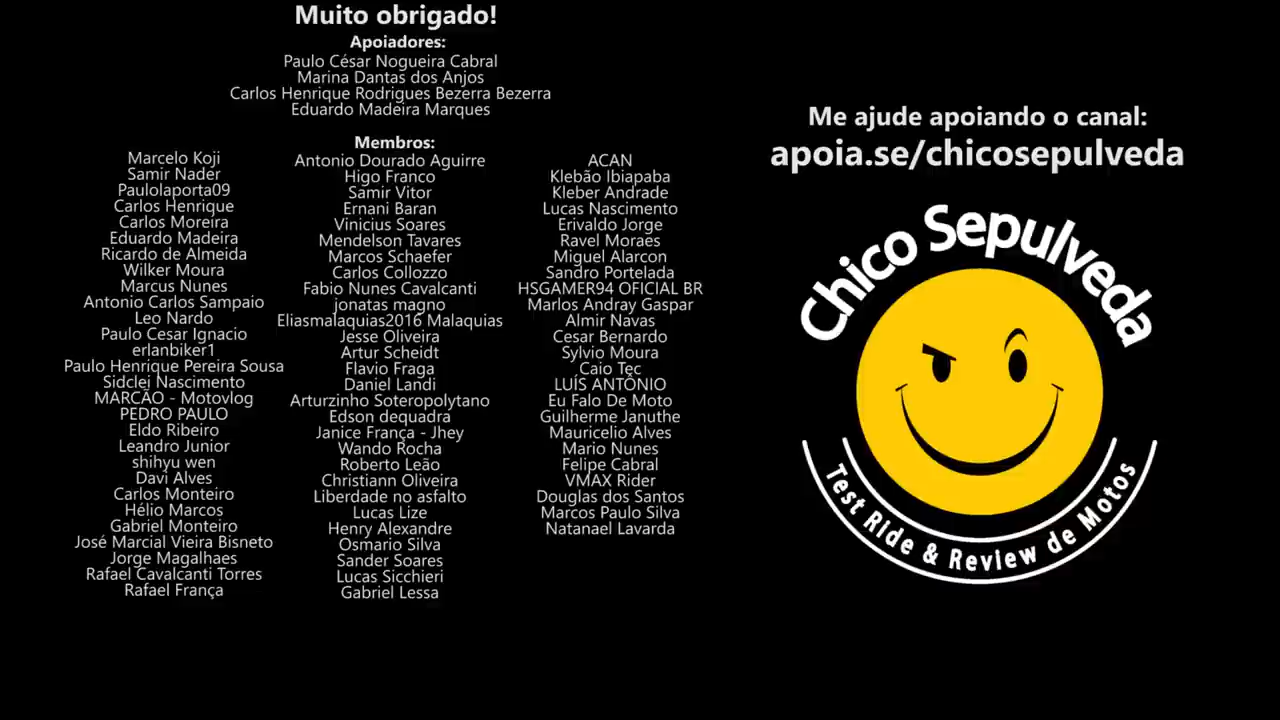 Muito obrigado!
Apoiadores:
Paulo César Nogueira Cabral
Marina Dantas dos Anjos
Carlos Henrique Rodrigues Bezerra Bezerra
Eduardo Madeira Marques
Membros:
Marcelo Koji
Samir Nader
Paulolaporta09
Carlos Henrique
Carlos Moreira
Eduardo Madeira
Ricardo de Almeida
Wilker Moura
Marcus Nunes
Antonio Carlos Sampaio
Leo Nardo
Paulo Cesar Ignacio
erlanbiker1
Paulo Henrique Pereira Sousa
Sidclei Nascimento
MARCÃO - Motovlog
PEDRO PAULO
Eldo Ribeiro
Leandro Junior
shihyu wen
Davi Alves
Carlos Monteiro
Hélio Marcos
Gabriel Monteiro
José Marcial Vieira Bisneto
Jorge Magalhaes
Rafael Cavalcanti Torres
Rafael França
Antonio Dourado Aguirre
Higo Franco
Samir Vitor
Ernani Baran
Vinicius Soares
Mendelson Tavares
Marcos Schaefer
Carlos Collozzo
Fabio Nunes Cavalcanti
jonatas magno
Eliasmalaquias2016 Malaquias
Jesse Oliveira
Artur Scheidt
Flavio Fraga
Daniel Landi
Arturzinho Soteropolytano
Edson dequadra
Janice França - Jhey
Wando Rocha
Roberto Leão
Christiann Oliveira
Liberdade no asfalto
Lucas Lize
Henry Alexandre
Osmario Silva
Sander Soares
Lucas Sicchieri
Gabriel Lessa
ACAN
Klebão Ibiapaba
Kleber Andrade
Lucas Nascimento
Erivaldo Jorge
Ravel Moraes
Miguel Alarcon
Sandro Portelada
HSGAMER94 OFICIAL BR
Marlos Andray Gaspar
Almir Navas
Cesar Bernardo
Sylvio Moura
Caio Tec
LUÍS ANTÔNIO
Eu Falo De Moto
Guilherme Januthe
Mauricelio Alves
Mario Nunes
Felipe Cabral
VMAX Rider
Douglas dos Santos
Marcos Paulo Silva
Natanael Lavarda
Me ajude apoiando o canal:
apoia.se/chicosepulveda
Chico Sepulveda
Test Ride & Review de Motos